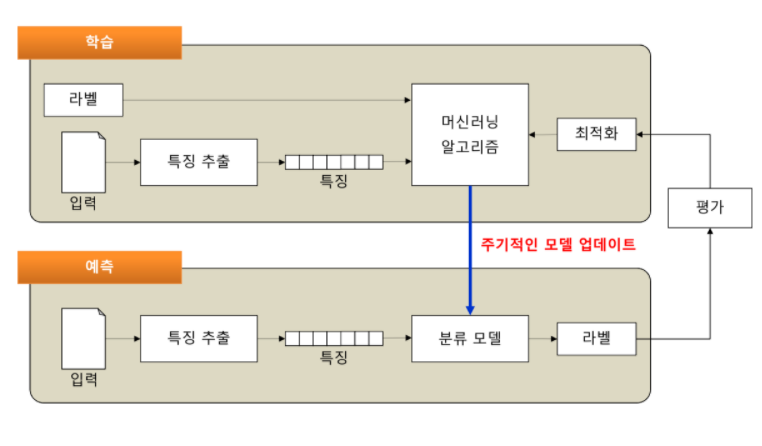 학습
라벨
입력
특징 추출
특징
머신러닝
알고리즘
최적화
평가
주기적인 모델 업데이트
예측
입력
특징 추출
특징
분류 모델
라벨